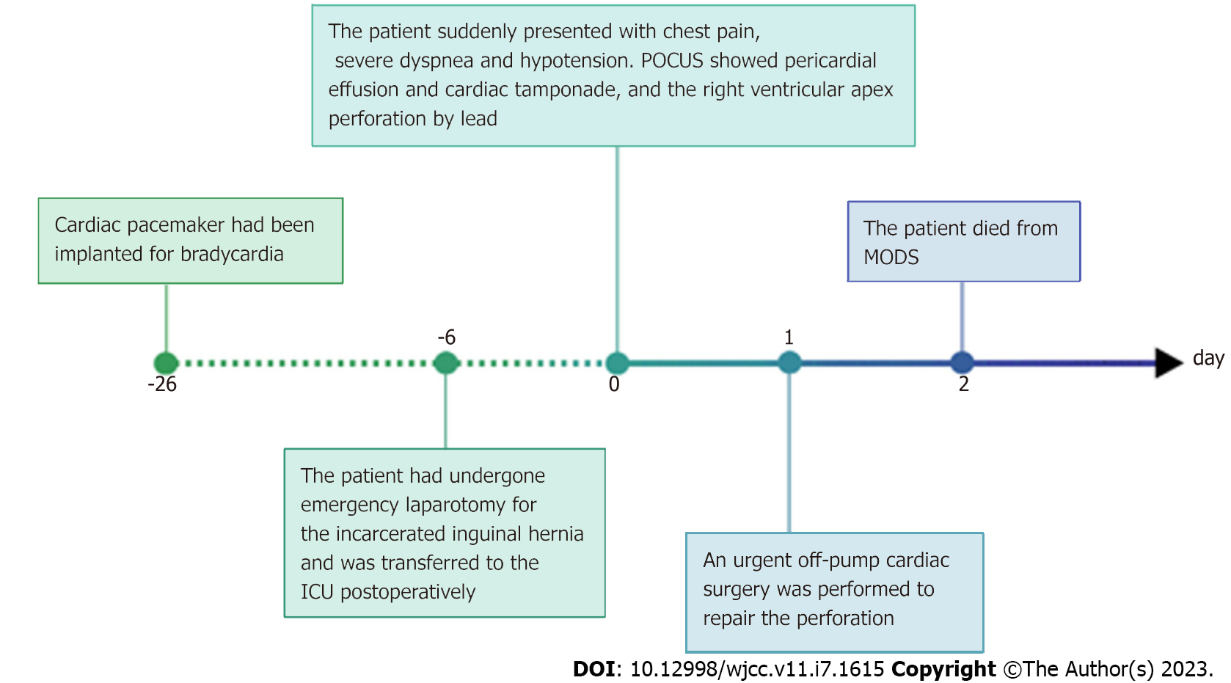 The patient suddenly presented with chest pain,
severe dyspnea and hypotension. POCUS showed pericardial
effusion and cardiac tamponade, and the right ventricular apex
perforation by lead
Cardiac pacemaker had been
implanted for bradycardia
The patient died from
MODS
-6
1
day
-26
0
2
The patient had undergone
emergency laparotomy for
the incarcerated inguinal hernia
and was transferred to the
ICU postoperatively
An urgent off-pump cardiac
surgery was performed to
repair the perforation
DOI: 10.12998/wjcc.v11.i7.1615 Copyright ©The Author(s) 2023.